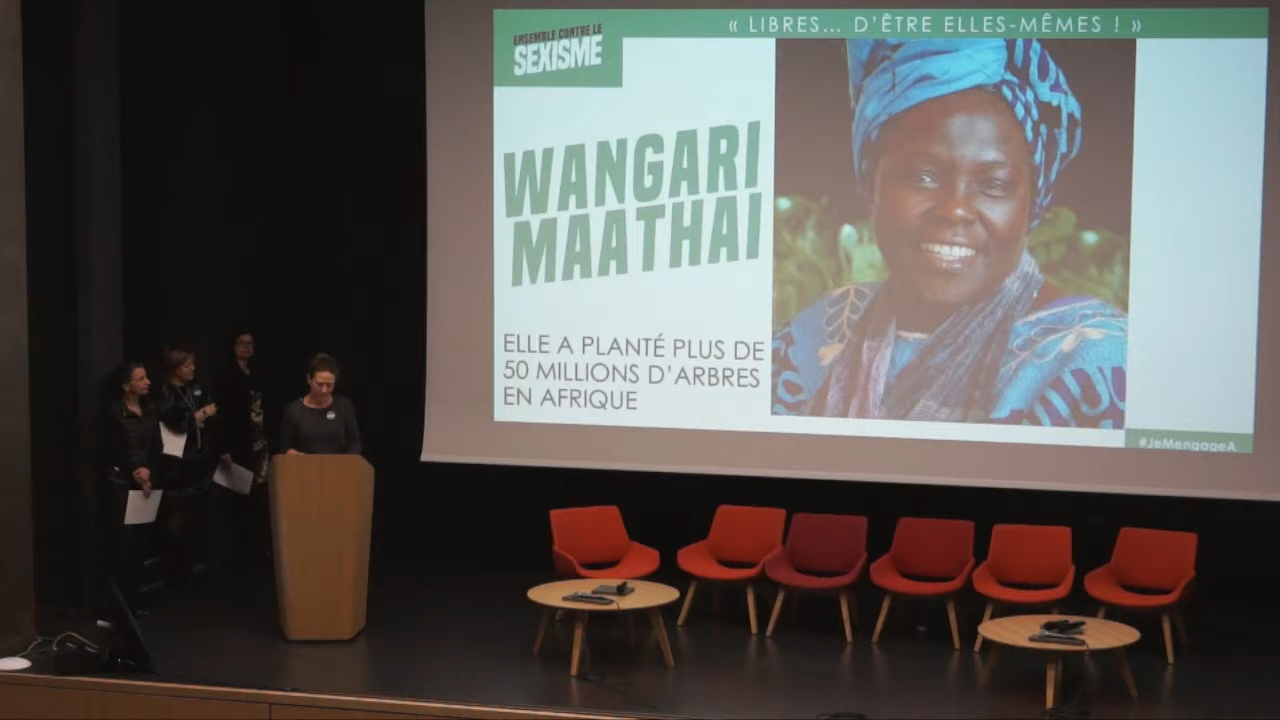 « LIBRES... D'ÊTRE ELLES-MÊMES ! »
ENSEMBLE CONTRE LE
SEXISME
WANGARI
MAATHAI
ELLE A PLANTÉ PLUS DE
50 MILLIONS D'ARBRES
EN AFRIQUE
#JeMengageA